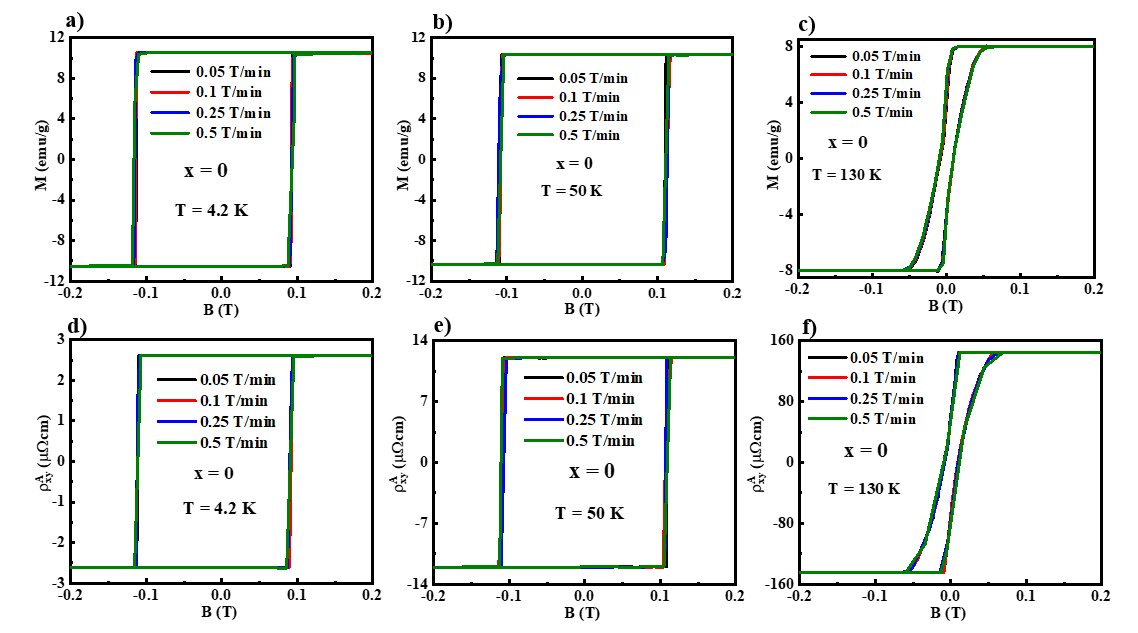 a)
12
8
4
0
-4
-8
-12
M (emu/g)
0.05 T/min
0.1 T/min
0.25 T/min
0.5 T/min
x = 0
T = 4.2 K
-0.2
-0.1
0.0
0.1
0.2
B (T)
b)
12
8
4
0
-4
-8
-12
M (emu/g)
0.05 T/min
0.1 T/min
0.25 T/min
0.5 T/min
x = 0
T = 50 K
-0.2
-0.1
0.0
0.1
0.2
B (T)
c)
8
4
0
-4
-8
M (emu/g)
0.05 T/min
0.1 T/min
0.25 T/min
0.5 T/min
x = 0
T = 130 K
-0.2
-0.1
0.0
0.1
0.2
B (T)
d)
3
2
1
0
-1
-2
-3
ρ^A_xy (μΩcm)
0.05 T/min
0.1 T/min
0.25 T/min
0.5 T/min
x = 0
T = 4.2 K
-0.2
-0.1
0.0
0.1
0.2
B (T)
e)
14
7
0
-7
-14
ρ^A_xy (μΩcm)
0.05 T/min
0.1 T/min
0.25 T/min
0.5 T/min
x = 0
T = 50 K
-0.2
-0.1
0.0
0.1
0.2
B (T)
f)
160
80
0
-80
-160
ρ^A_xy (μΩcm)
0.05 T/min
0.1 T/min
0.25 T/min
0.5 T/min
x = 0
T = 130 K
-0.2
-0.1
0.0
0.1
0.2
B (T)